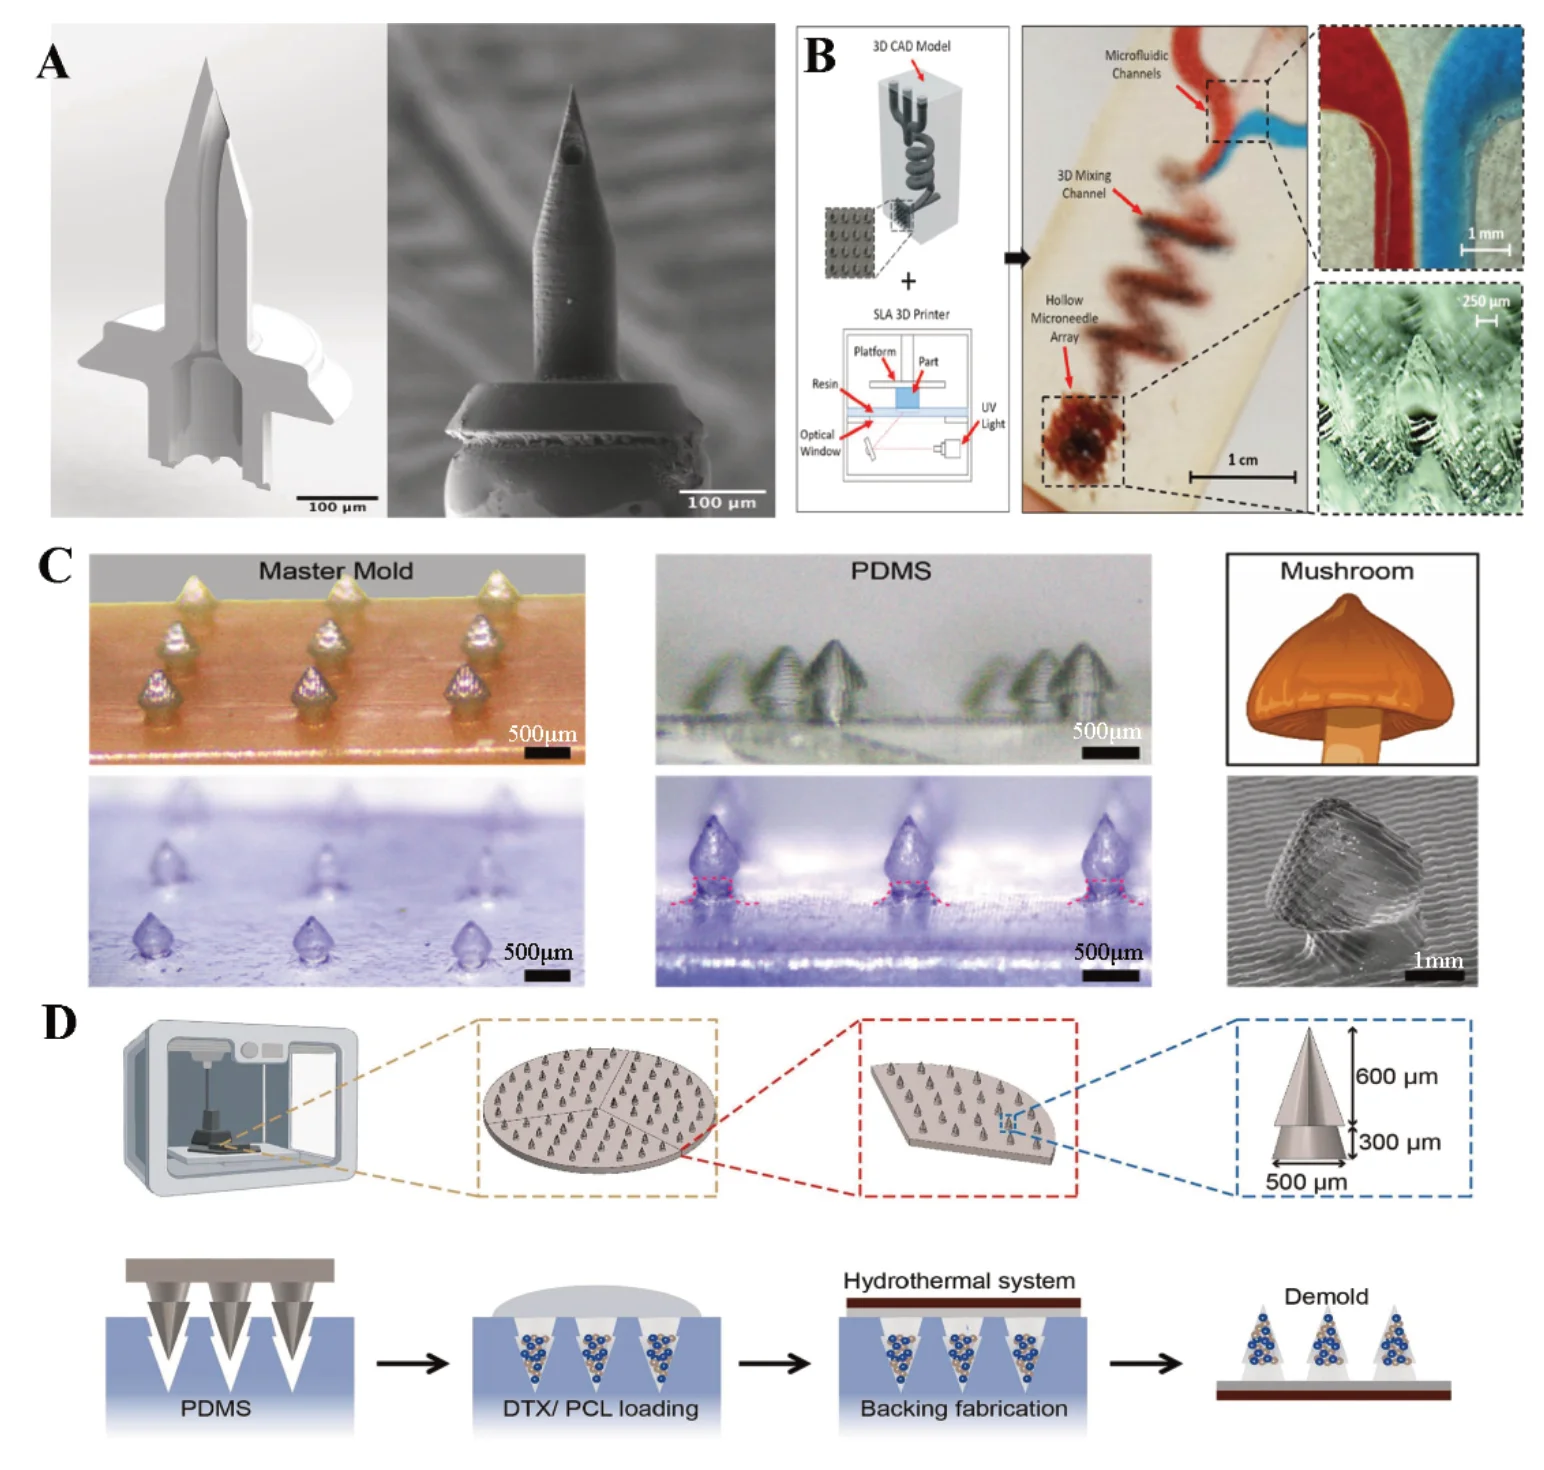 A
100 μm
100 μm
B
3D CAD Model
+
SLA 3D Printer
Platform
Part
Resin
UV
Light
Optical
Window
Microfluidic
Channels
3D Mixing
Channel
Hollow
Microneedle
Array
1 cm
1 mm
250 μm
C
Master Mold
500μm
PDMS
500μm
Mushroom
500μm
500μm
1mm
D
600 μm
300 μm
500 μm
PDMS
DTX/ PCL loading
Hydrothermal system
Backing fabrication
Demold